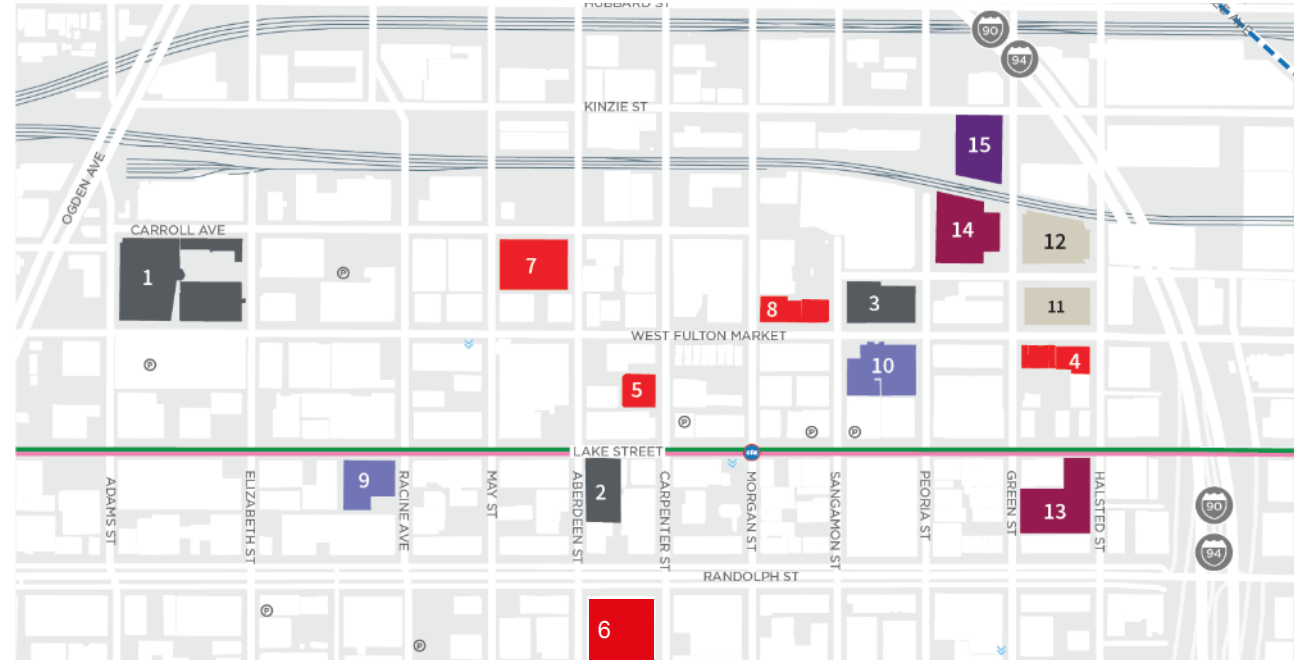 HUBBARD ST
90
94
KINZIE ST
15
OGDEN AVE
CARROLL AVE
14
12
7
1
3
8
11
WEST FULTON MARKET
4
10
5
LAKE STREET
9
2
13
ADAMS ST
ELIZABETH ST
RACINE AVE
MAY ST
ABERDEEN ST
CARPENTER ST
MORGAN ST
SANGAMON ST
PEORIA ST
GREEN ST
HALSTED ST
90
94
RANDOLPH ST
6
P
P
P
P
P
P
P